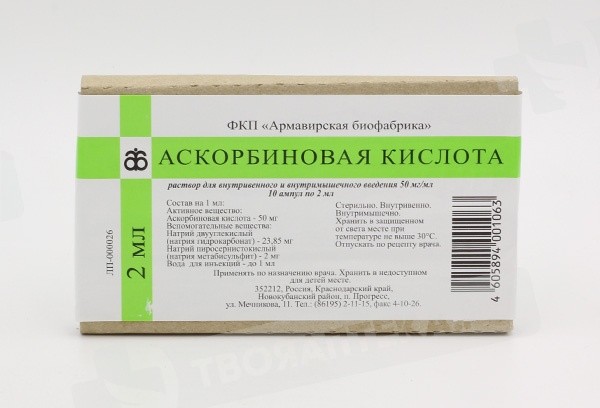 ФКП «Армавирская биофабрика»
АСКОРБИНОВАЯ КИСЛОТА
раствор для внутривенного и внутримышечного введения 50 мг/мл
10 ампул по 2 мл
Состав на 1 мл:
Активное вещество:
Аскорбиновая кислота - 50 мг
Вспомогательные вещества:
Натрий двууглекислый
(натрия гидрокарбонат) - 23,85 мг
Натрий пиросернистокислый
(натрия метабисульфит) - 2 мг
Вода для инъекций - до 1 мл
Стерильно. Внутривенно.
Внутримышечно.
Хранить в защищенном
от света месте при
температуре не выше 30°С.
Отпускать по рецепту врача.
Применять по назначению врача. Хранить в недоступном
для детей месте.
352212, Россия, Краснодарский край,
Новокубанский район, п. Прогресс,
ул. Мечникова, 11. Тел.: (86195) 2-11-15, факс 4-10-26.
ЛП-000026
2 мл
4 605894 001063
ТВОЯАПТЕКА